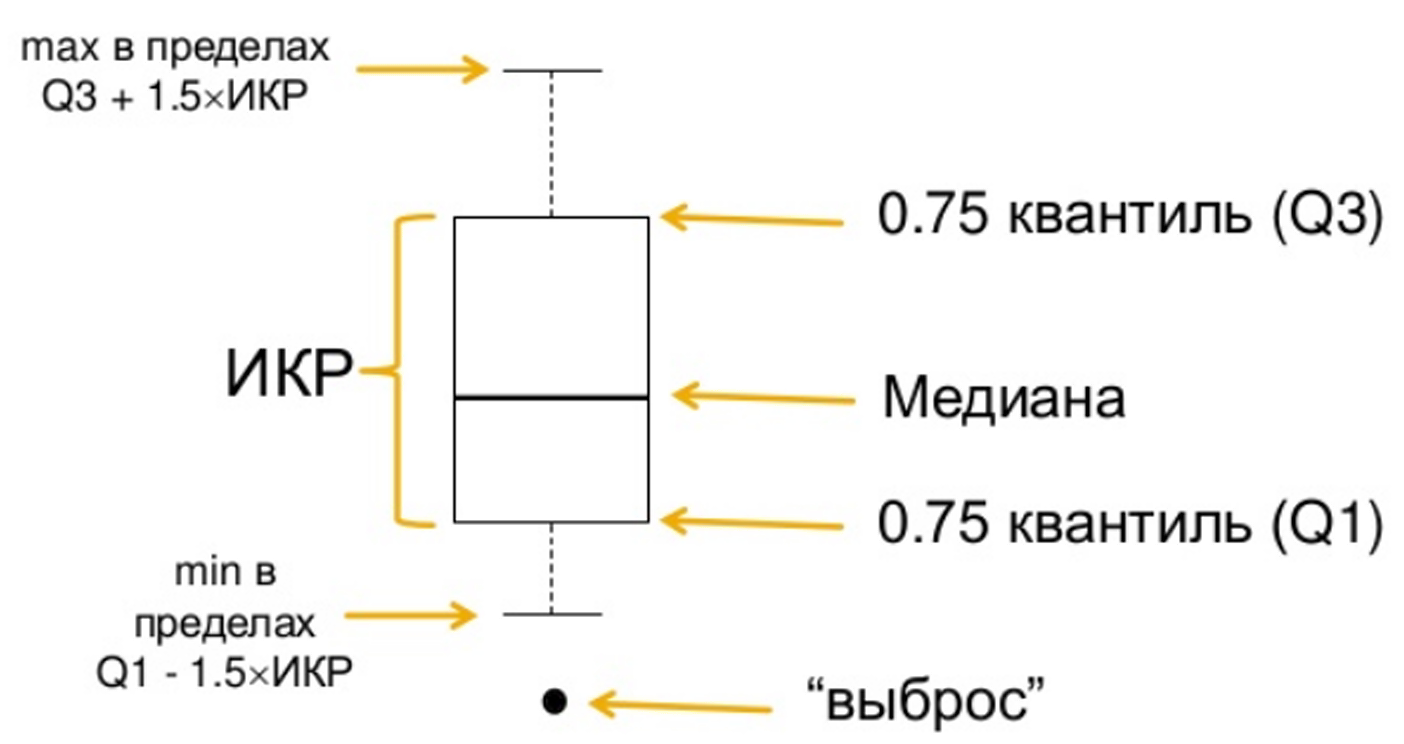 max в пределах
Q3 + 1.5×ИКР
0.75 квантиль (Q3)
ИКР
Медиана
0.75 квантиль (Q1)
min в
пределах
Q1 - 1.5×ИКР
“выброс”